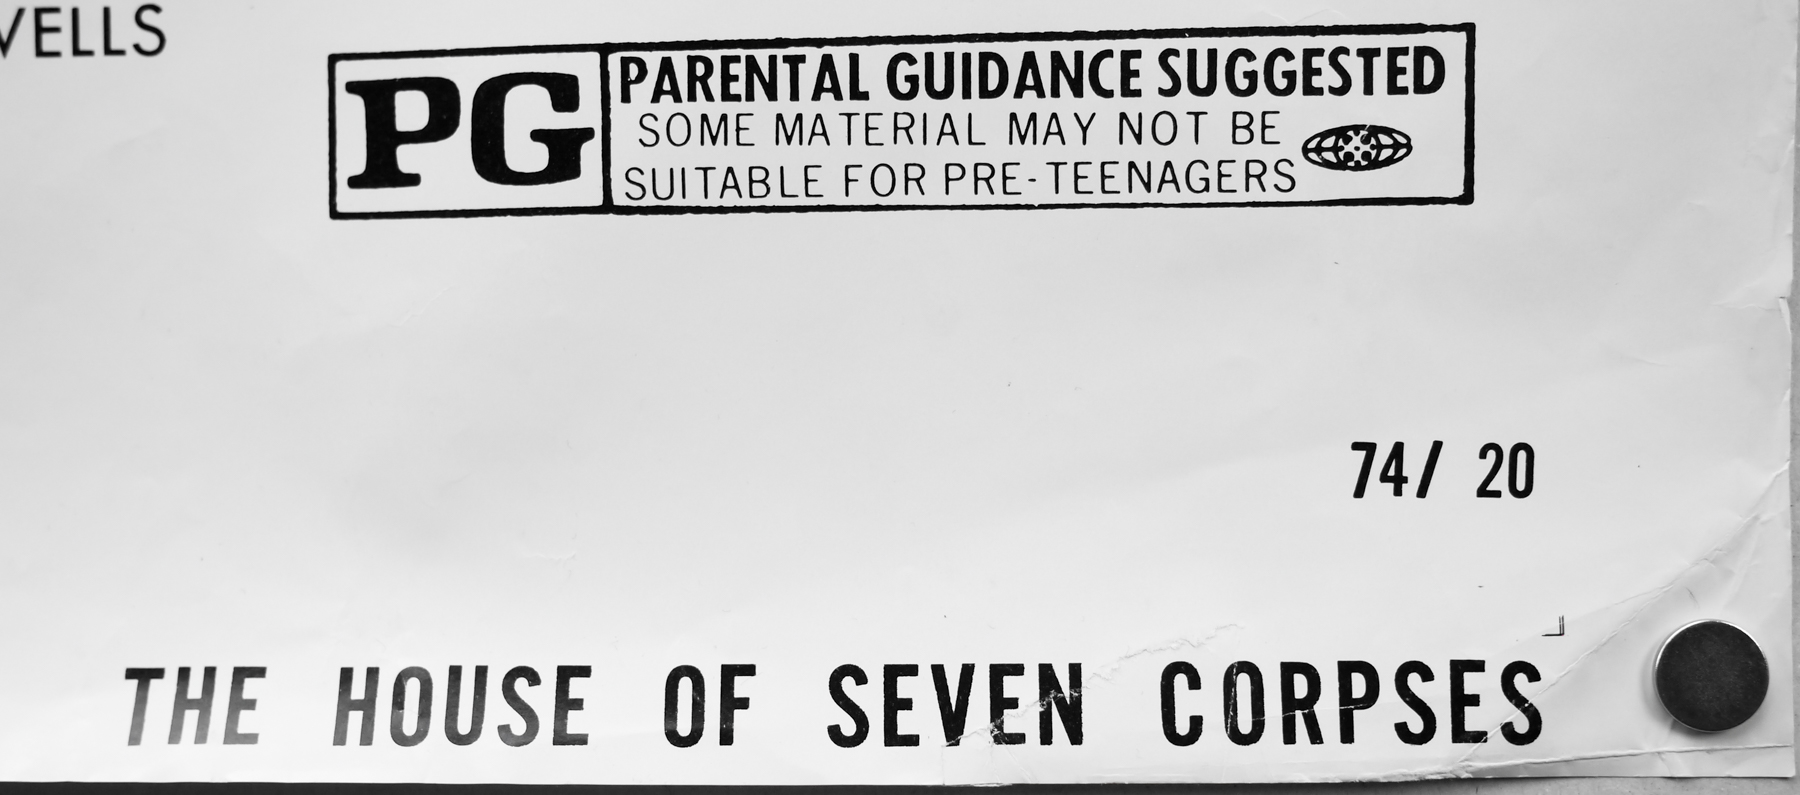 VELLS
PG
PARENTAL GUIDANCE SUGGESTED
SOME MATERIAL MAY NOT BE
SUITABLE FOR PRE-TEENAGERS
74/ 20
THE HOUSE OF SEVEN CORPSES